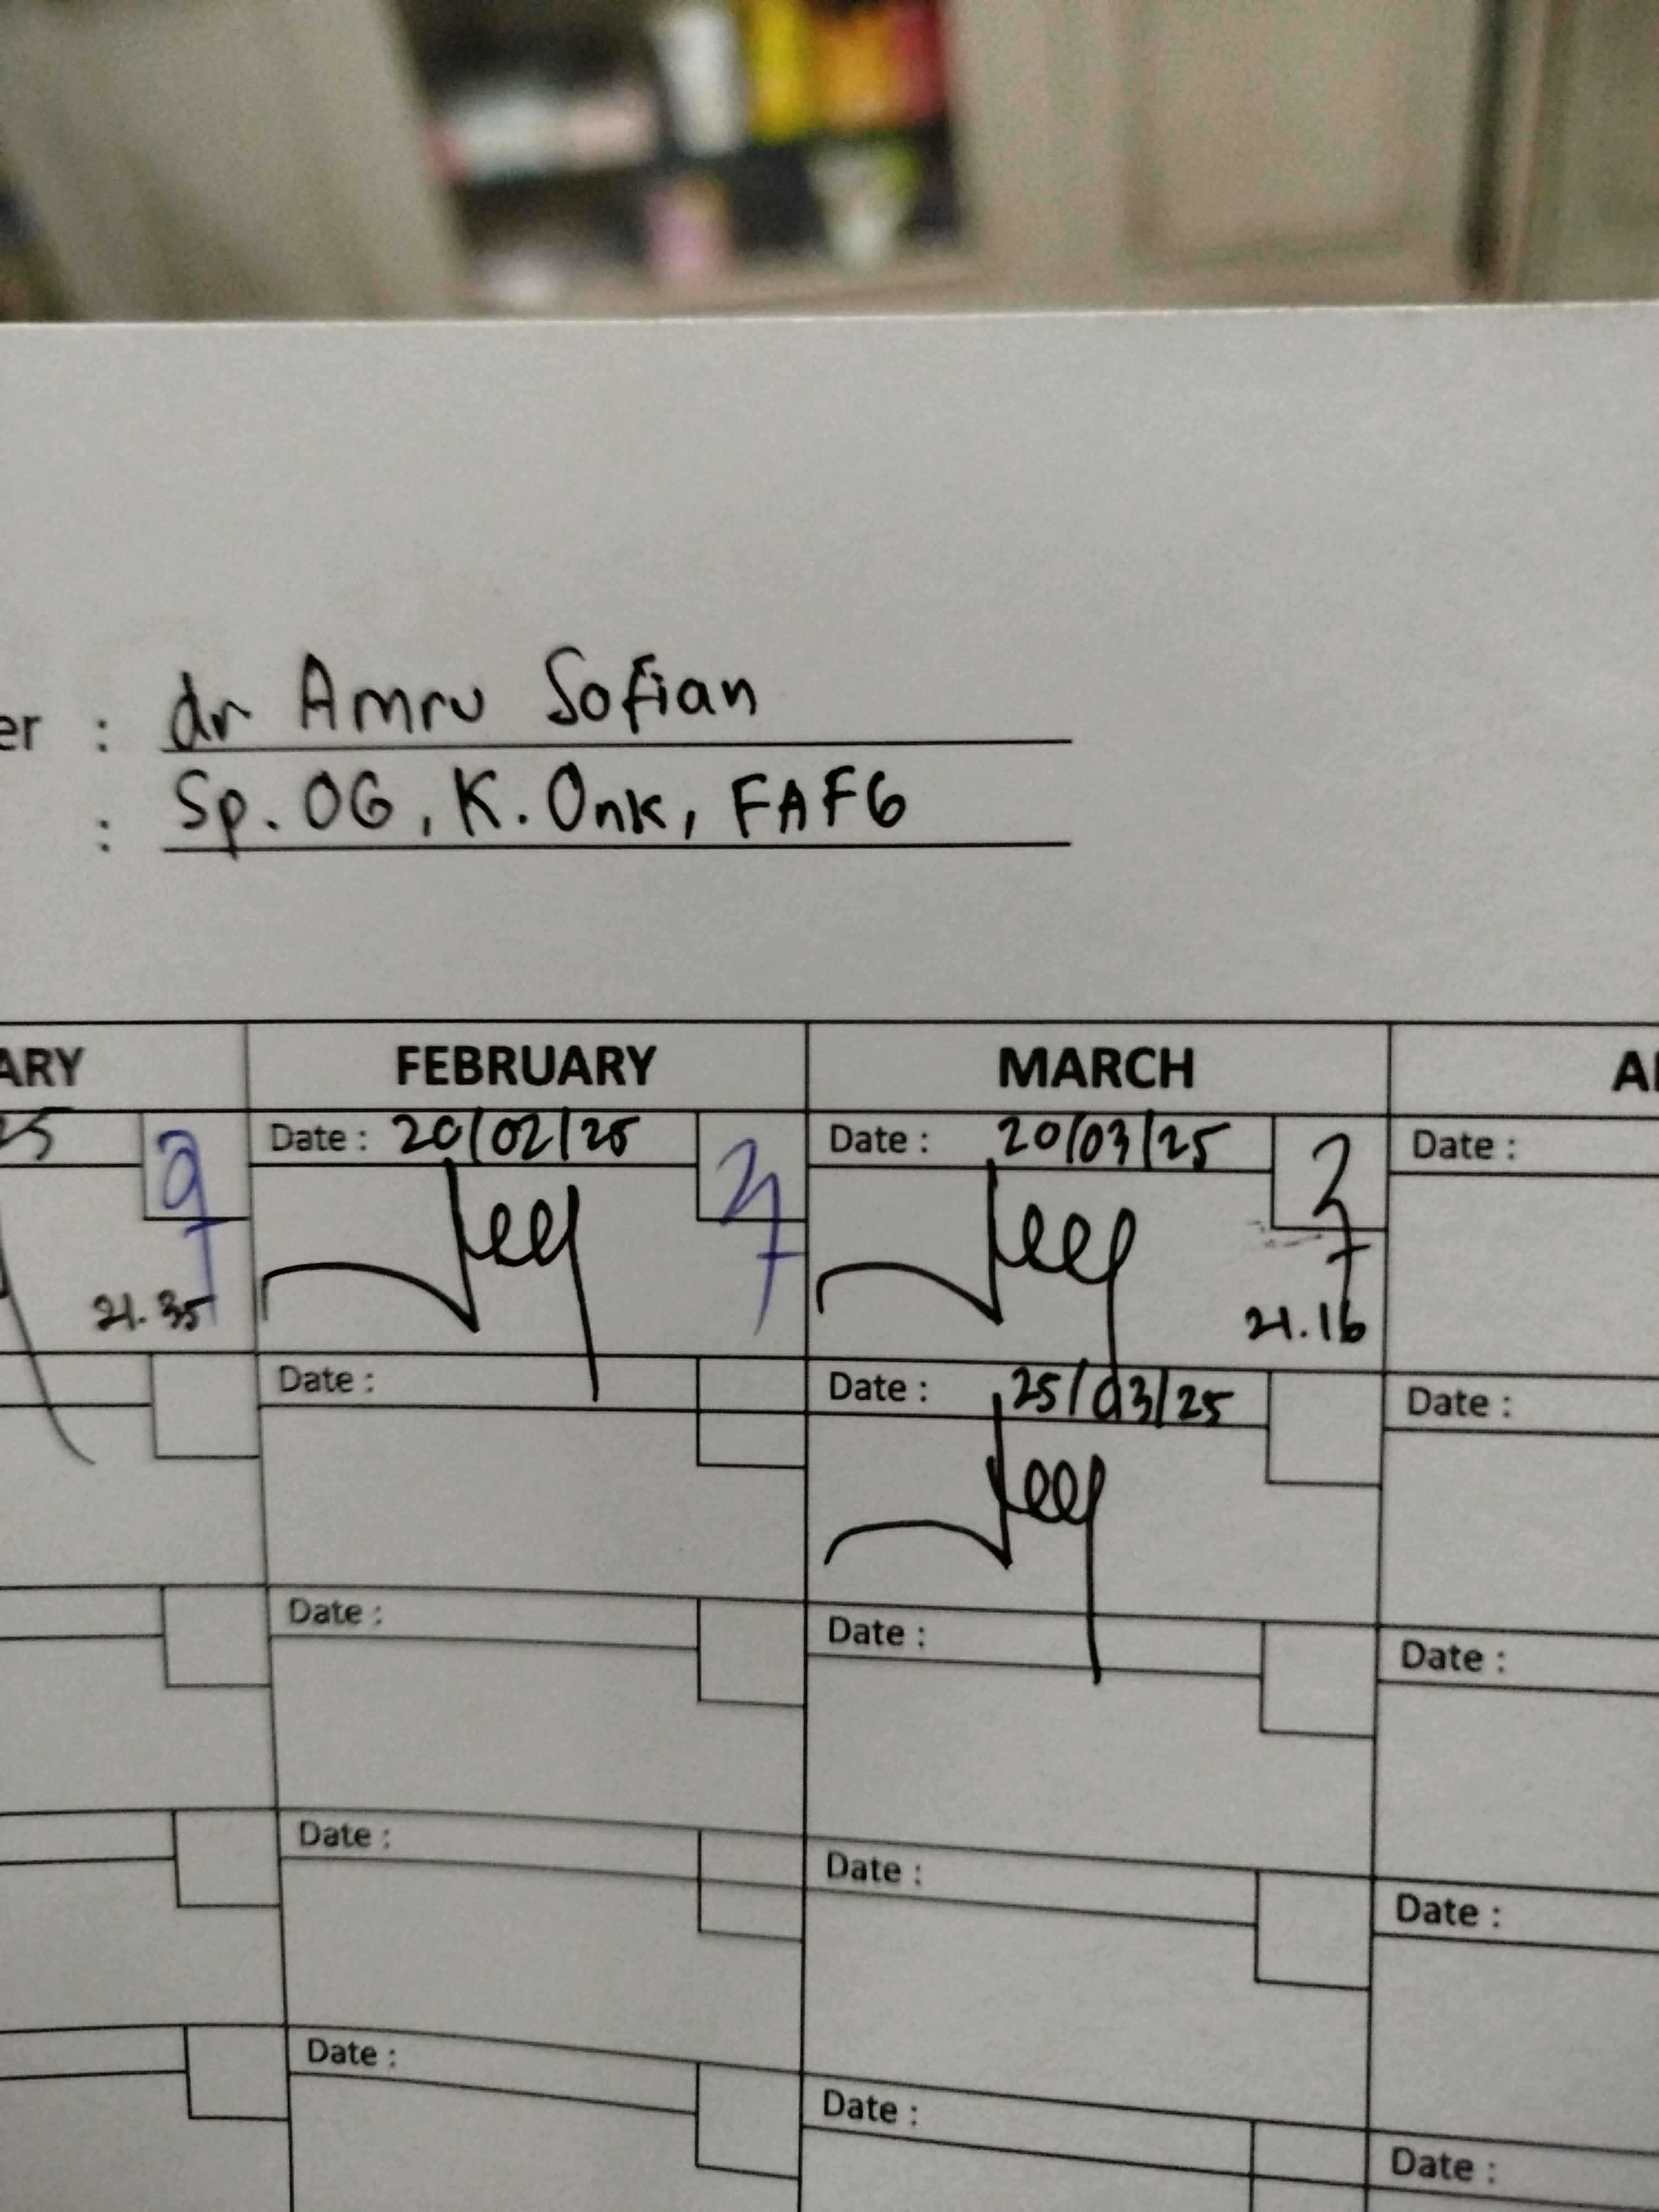 er : dr Amru Sofian
: Sp. OG, K. Onk, FAFG
ARY FEBRUARY MARCH
25 Date : 20/02/25 Date : 20/03/25 Date :
21.35 21.16
Date : Date : 25/03/25 Date :
Date : Date : Date :
Date : Date : Date :
Date : Date : Date :